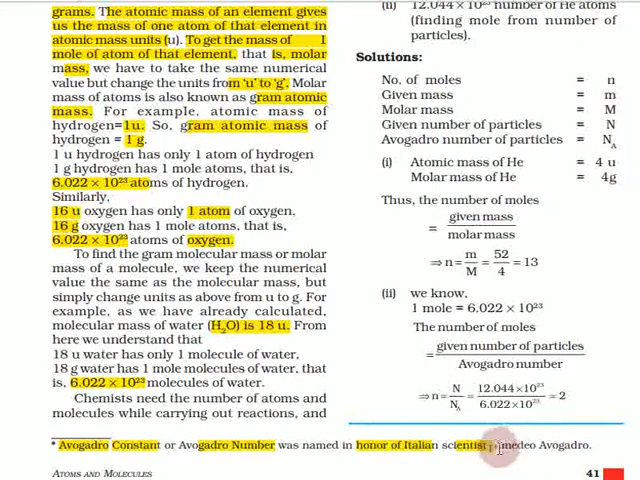 grams. The atomic mass of an element gives
us the mass of one atom of that element in
atomic mass units (u). To get the mass of 1
mole of atom of that element, that is, molar
mass, we have to take the same numerical
value but change the units from 'u' to 'g'. Molar
mass of atoms is also known as gram atomic
mass. For example, atomic mass of
hydrogen=1u. So, gram atomic mass of
hydrogen = 1 g.
1 u hydrogen has only 1 atom of hydrogen
1 g hydrogen has 1 mole atoms, that is,
6.022 × 10²³ atoms of hydrogen.
Similarly,
16 u oxygen has only 1 atom of oxygen,
16 g oxygen has 1 mole atoms, that is,
6.022 × 10²³ atoms of oxygen.
To find the gram molecular mass or molar
mass of a molecule, we keep the numerical
value the same as the molecular mass, but
simply change units as above from u to g. For
example, as we have already calculated,
molecular mass of water (H₂O) is 18 u. From
here we understand that
18 u water has only 1 molecule of water,
18 g water has 1 mole molecules of water, that
is, 6.022 × 10²³ molecules of water.
Chemists need the number of atoms and
molecules while carrying out reactions, and
(ii) 12.044×10²³ number of He atoms
(finding mole from number of
particles).
Solutions:
No. of moles = n
Given mass = m
Molar mass = M
Given number of particles = N
Avogadro number of particles = N_A
(i) Atomic mass of He = 4 u
Molar mass of He = 4g
Thus, the number of moles
= given mass / molar mass
⇒ n = m/M = 52/4 = 13
(ii) we know,
1 mole = 6.022 × 10²³
The number of moles
= given number of particles / Avogadro number
⇒ n = N/N_A = 12.044×10²³ / 6.022×10²³ = 2
* Avogadro Constant or Avogadro Number was named in honor of Italian scientist medeo Avogadro.
ATOMS AND MOLECULES 41